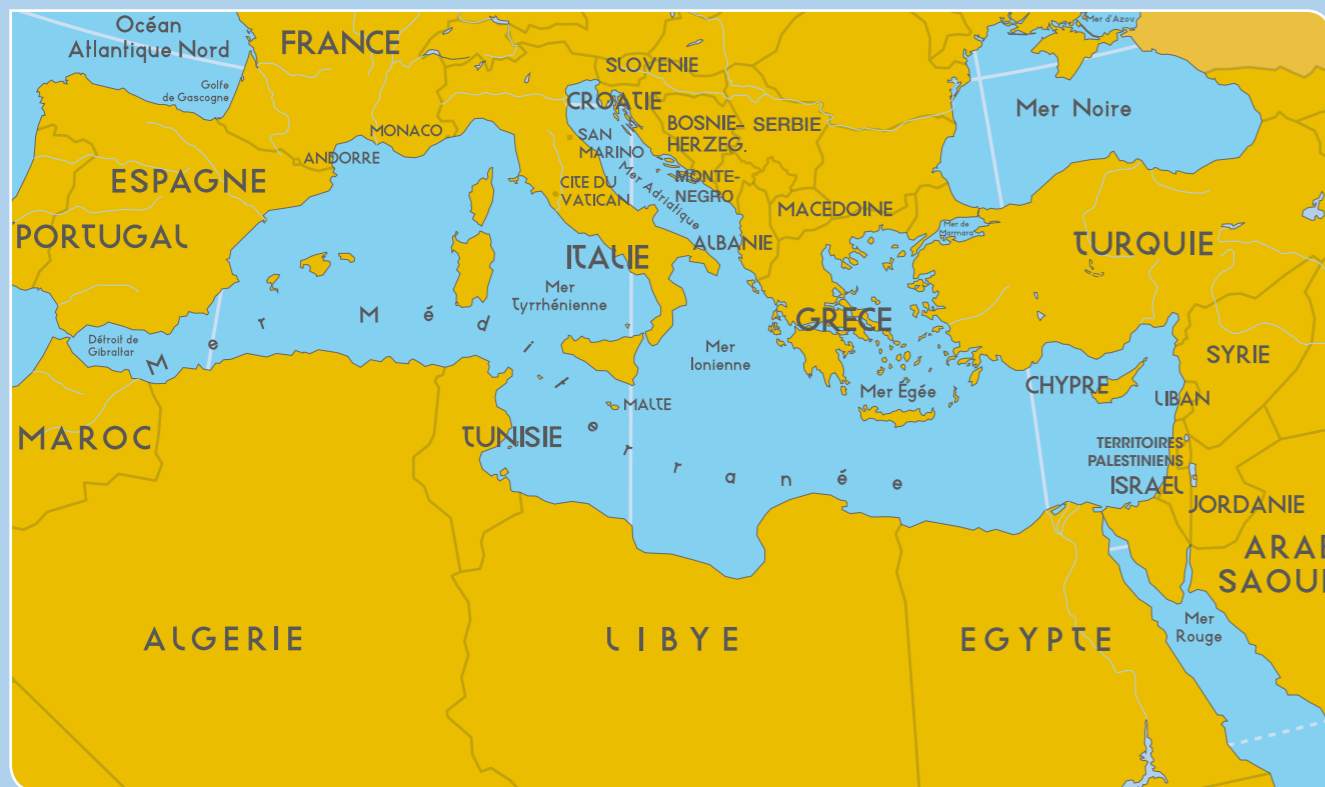 Océan
Atlantique Nord
FRANCE
Mer d'Azov
SLOVENIE
Golfe
de Gascogne
CROATIE
Mer Noire
MONACO
BOSNIE-
HERZEG.
SERBIE
SAN
MARINO
ANDORRE
ESPAGNE
CITE DU
VATICAN
Mer Adriatique
MONTE-
NEGRO
MACEDOINE
PORTUGAL
ITALIE
ALBANIE
Mer de
Marmara
TURQUIE
Mer
Tyrrhénienne
Mer Méditerranée
GRECE
Détroit de
Gibraltar
Mer
Ionienne
SYRIE
Mer Égée
CHYPRE
LIBAN
MALTE
MAROC
TUNISIE
TERRITOIRES
PALESTINIENS
ISRAEL
JORDANIE
ARAB
SAOUD
ALGERIE
LIBYE
EGYPTE
Mer
Rouge